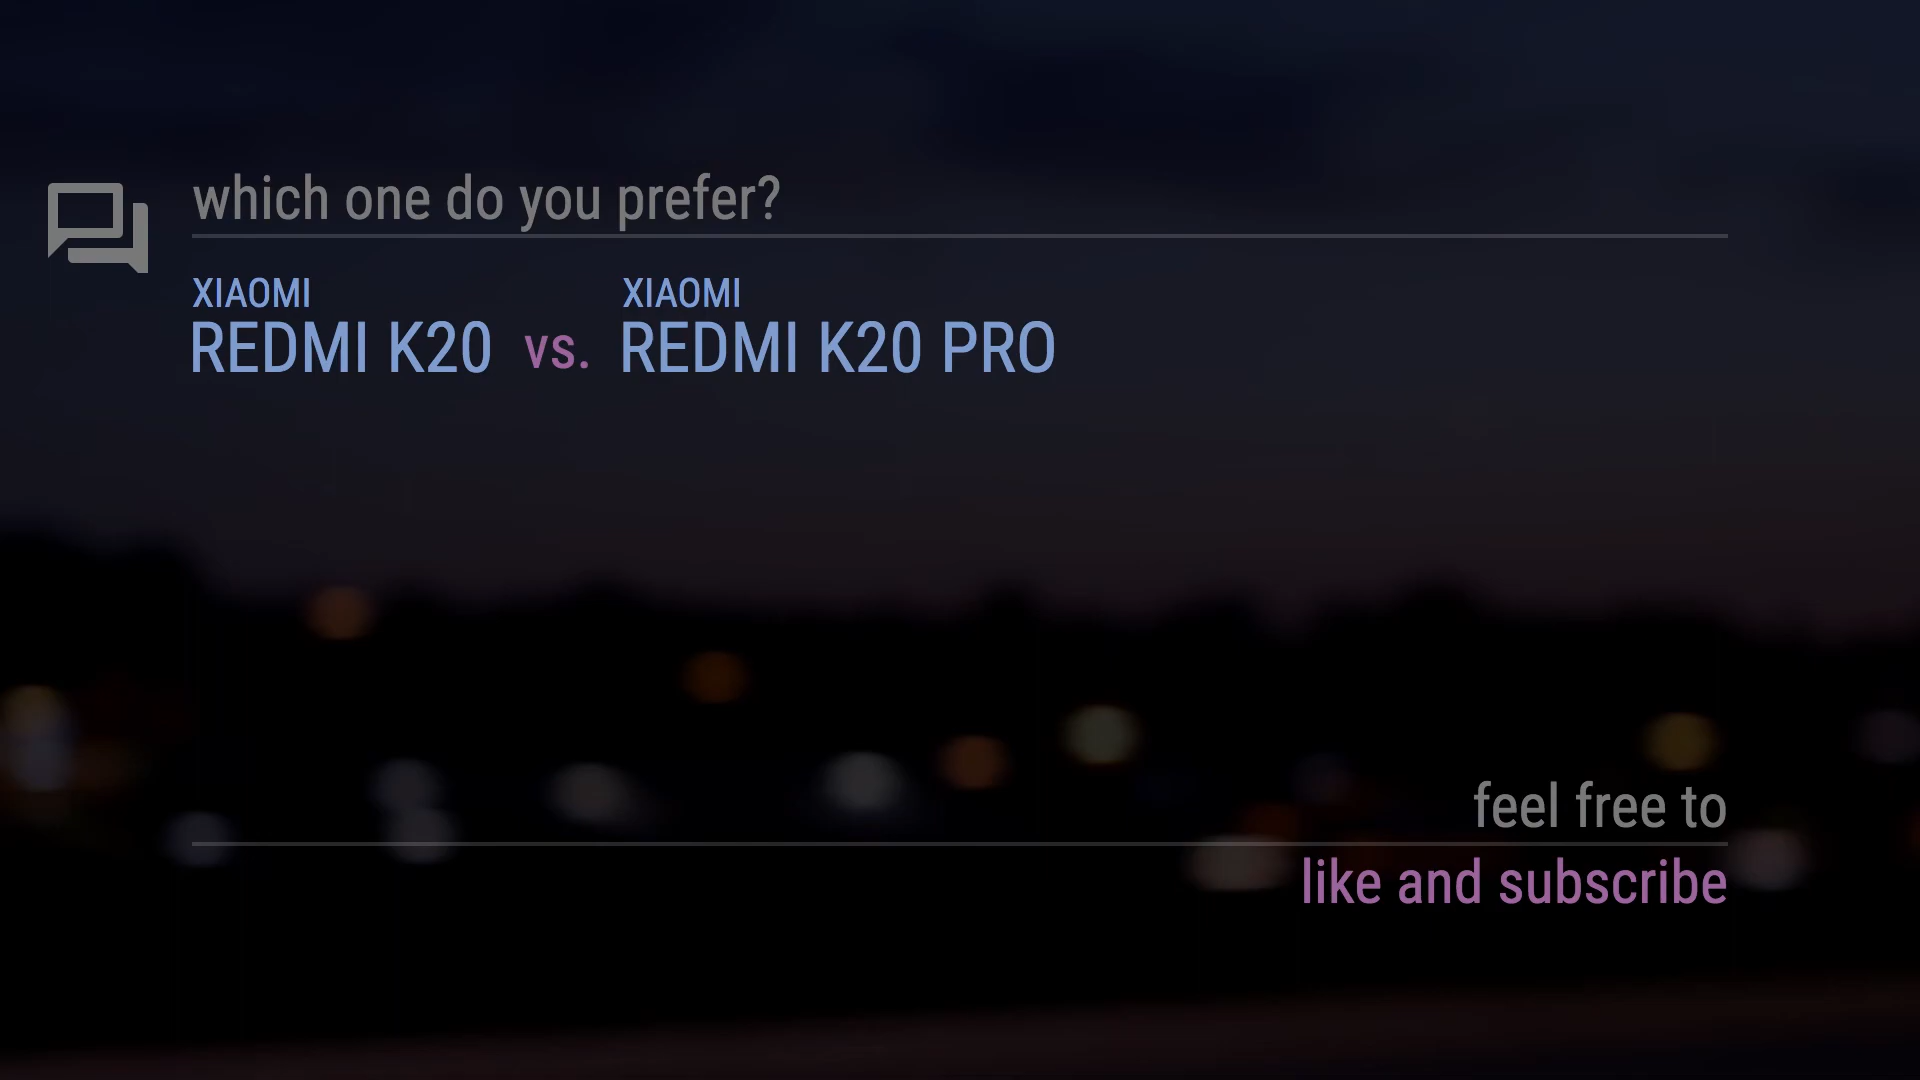 which one do you prefer?
XIAOMI XIAOMI
REDMI K20 vs. REDMI K20 PRO
feel free to
like and subscribe